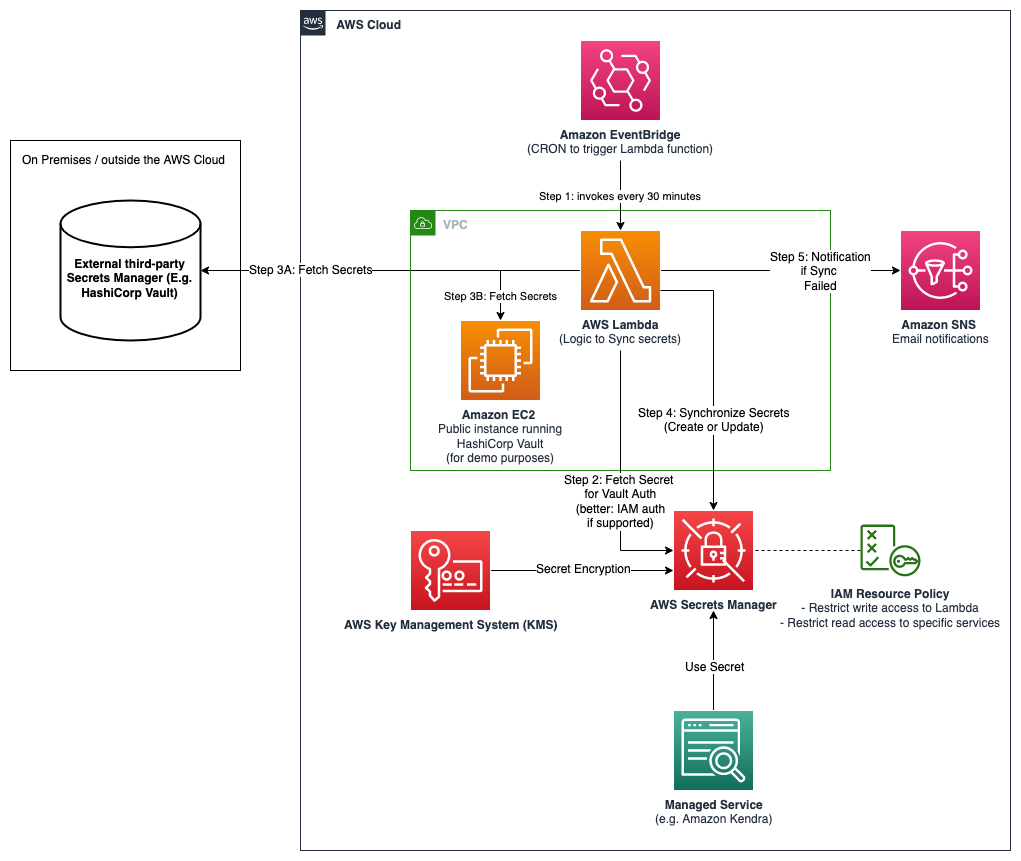 aws
AWS Cloud
Amazon EventBridge
(CRON to trigger Lambda function)
Step 1: invokes every 30 minutes
On Premises / outside the AWS Cloud
External third-party
Secrets Manager (E.g.
HashiCorp Vault)
VPC
Step 3A: Fetch Secrets
Step 3B: Fetch Secrets
AWS Lambda
(Logic to Sync secrets)
Step 5: Notification
if Sync
Failed
Amazon SNS
Email notifications
Amazon EC2
Public instance running
HashiCorp Vault
(for demo purposes)
Step 4: Synchronize Secrets
(Create or Update)
Step 2: Fetch Secret
for Vault Auth
(better: IAM auth
if supported)
Secret Encryption
AWS Key Management System (KMS)
AWS Secrets Manager
IAM Resource Policy
- Restrict write access to Lambda
- Restrict read access to specific services
Use Secret
Managed Service
(e.g. Amazon Kendra)